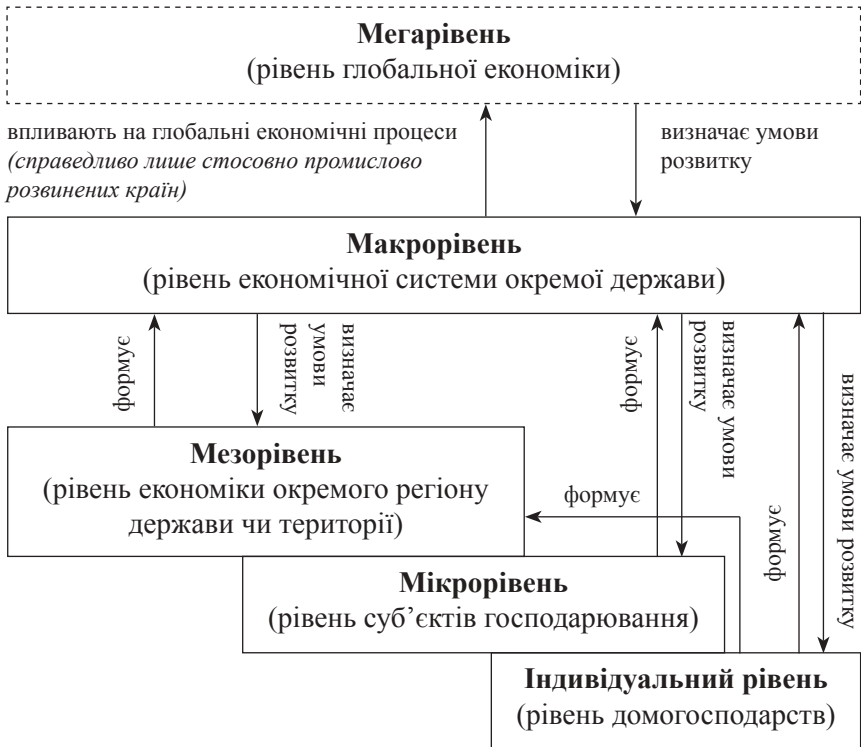 Мегарівень
(рівень глобальної економіки)
впливають на глобальні економічні процеси
(справедливо лише стосовно промислово
розвинених країн)
визначає умови
розвитку
Макрорівень
(рівень економічної системи окремої держави)
формує
визначає
умови
розвитку
формує
визначає умови
розвитку
формує
визначає умови розвитку
Мезорівень
(рівень економіки окремого регіону
держави чи території)
формує
Мікрорівень
(рівень суб’єктів господарювання)
Індивідуальний рівень
(рівень домогосподарств)